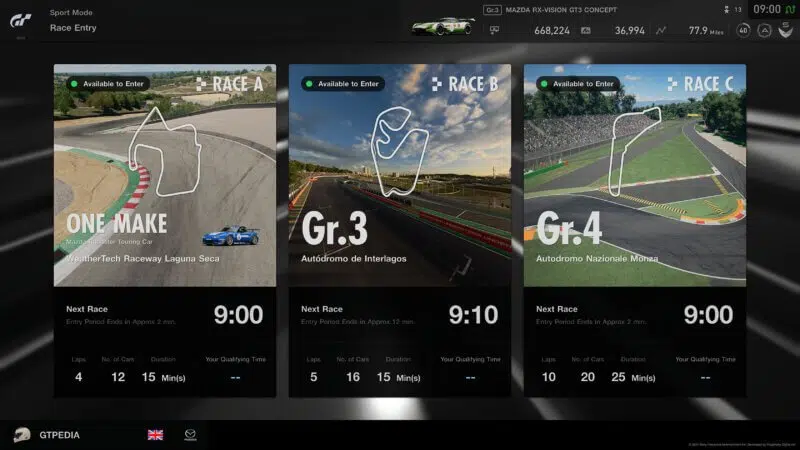 GT
Sport Mode
Race Entry
Gr.3 MAZDA RX-VISION GT3 CONCEPT
13
09:00
668,224
36,994
77.9 Miles
40
S
Available to Enter
RACE A
ONE MAKE
WeatherTech Raceway Laguna Seca
Next Race
Entry Period Ends in Approx 2 min.
9:00
Laps
No. of Cars
Duration
Your Qualifying Time
4
12
15 Min(s)
--
Available to Enter
RACE B
Gr.3
Autódromo de Interlagos
Next Race
Entry Period Ends in Approx 12 min.
9:10
Laps
No. of Cars
Duration
Your Qualifying Time
5
16
15 Min(s)
--
Available to Enter
RACE C
Gr.4
Autodromo Nazionale Monza
Next Race
Entry Period Ends in Approx 2 min.
9:00
Laps
No. of Cars
Duration
Your Qualifying Time
10
20
25 Min(s)
--
GTPEDIA